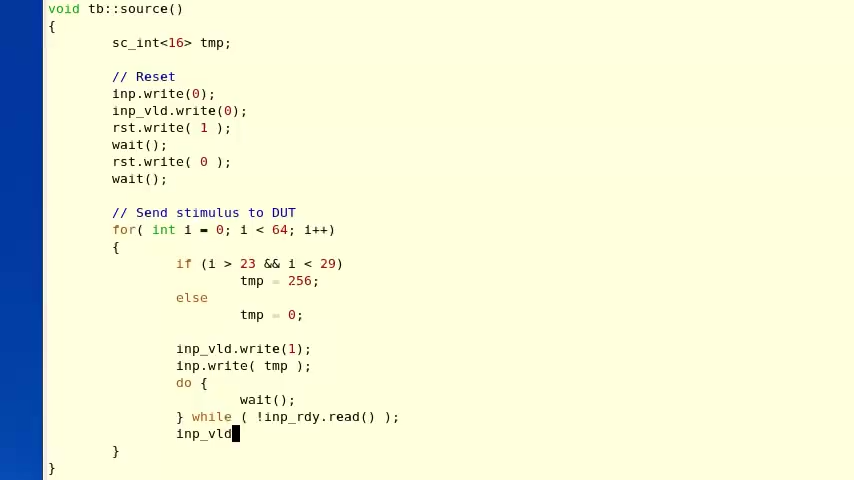 void tb::source()
{
sc_int<16> tmp;
// Reset
inp.write(0);
inp_vld.write(0);
rst.write( 1 );
wait();
rst.write( 0 );
wait();
// Send stimulus to DUT
for( int i = 0; i < 64; i++)
{
if (i > 23 && i < 29)
tmp = 256;
else
tmp = 0;
inp_vld.write(1);
inp.write( tmp );
do {
wait();
} while ( !inp_rdy.read() );
inp_vld
}
}